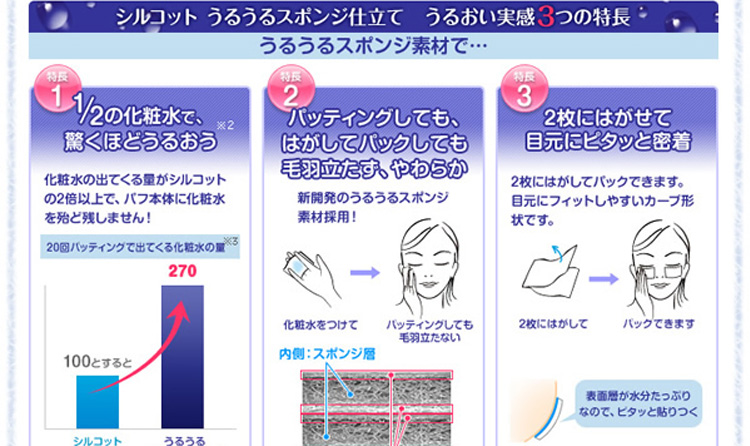 シルコット うるうるスポンジ仕立て うるおい実感3つの特長
うるうるスポンジ素材で…
特長
1
1/2の化粧水で、
驚くほどうるおう ※2
化粧水の出てくる量がシルコット
の2倍以上で、パフ本体に化粧水
を殆ど残しません!
20回パッティングで出てくる化粧水の量※3
270
100とすると
シルコット
うるうる
特長
2
パッティングしても、
はがしてパックしても
毛羽立たず、やわらか
新開発のうるうるスポンジ
素材採用!
化粧水をつけて
パッティングしても
毛羽立たない
内側:スポンジ層
特長
3
2枚にはがせて
目元にピタッと密着
2枚にはがしてパックできます。
目元にフィットしやすいカーブ形
状です。
2枚にはがして
パックできます
表面層が水分たっぷり
なので、ピタッと貼りつく